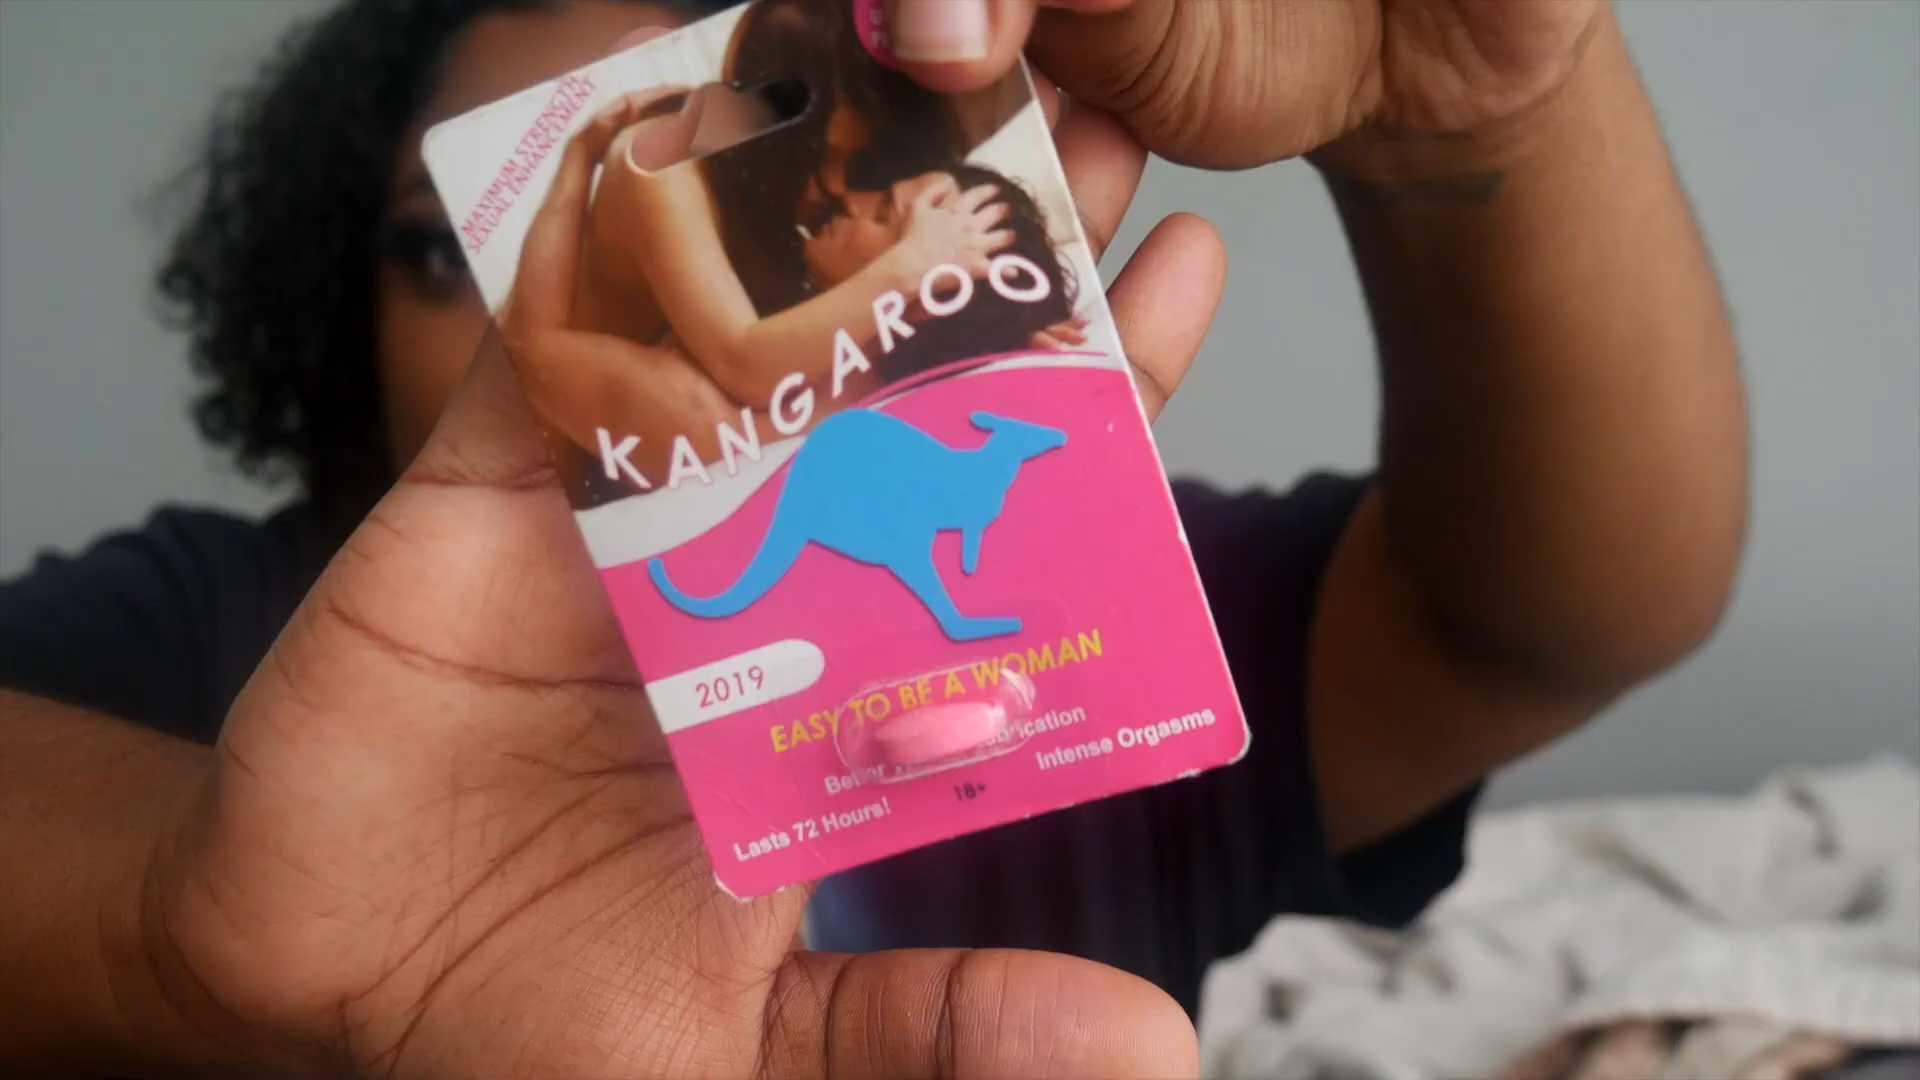 MAXIMUM STRENGTH
SEXUAL ENHANCEMENT
KANGAROO
2019
EASY TO BE A WOMAN
Intense Orgasms
18+
Lasts 72 Hours!